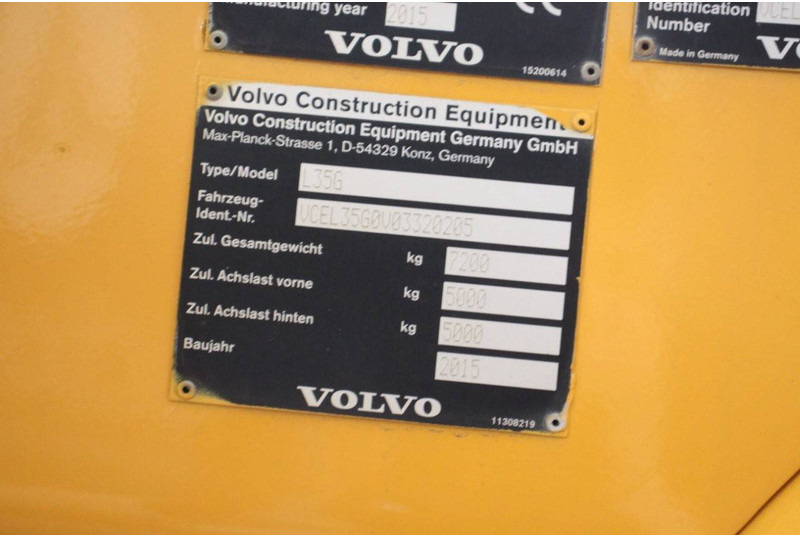 Manufacturing year 2015
CE
VOLVO
15200614
Identification
Number
Made in Germany
Volvo Construction Equipment
Volvo Construction Equipment Germany GmbH
Max-Planck-Strasse 1, D-54329 Konz, Germany
Type/Model L35G
Fahrzeug-
Ident.-Nr. VCEL35G0V03320205
Zul. Gesamtgewicht kg 7200
Zul. Achslast vorne kg 5000
Zul. Achslast hinten kg 5000
Baujahr 2015
VOLVO
11308219